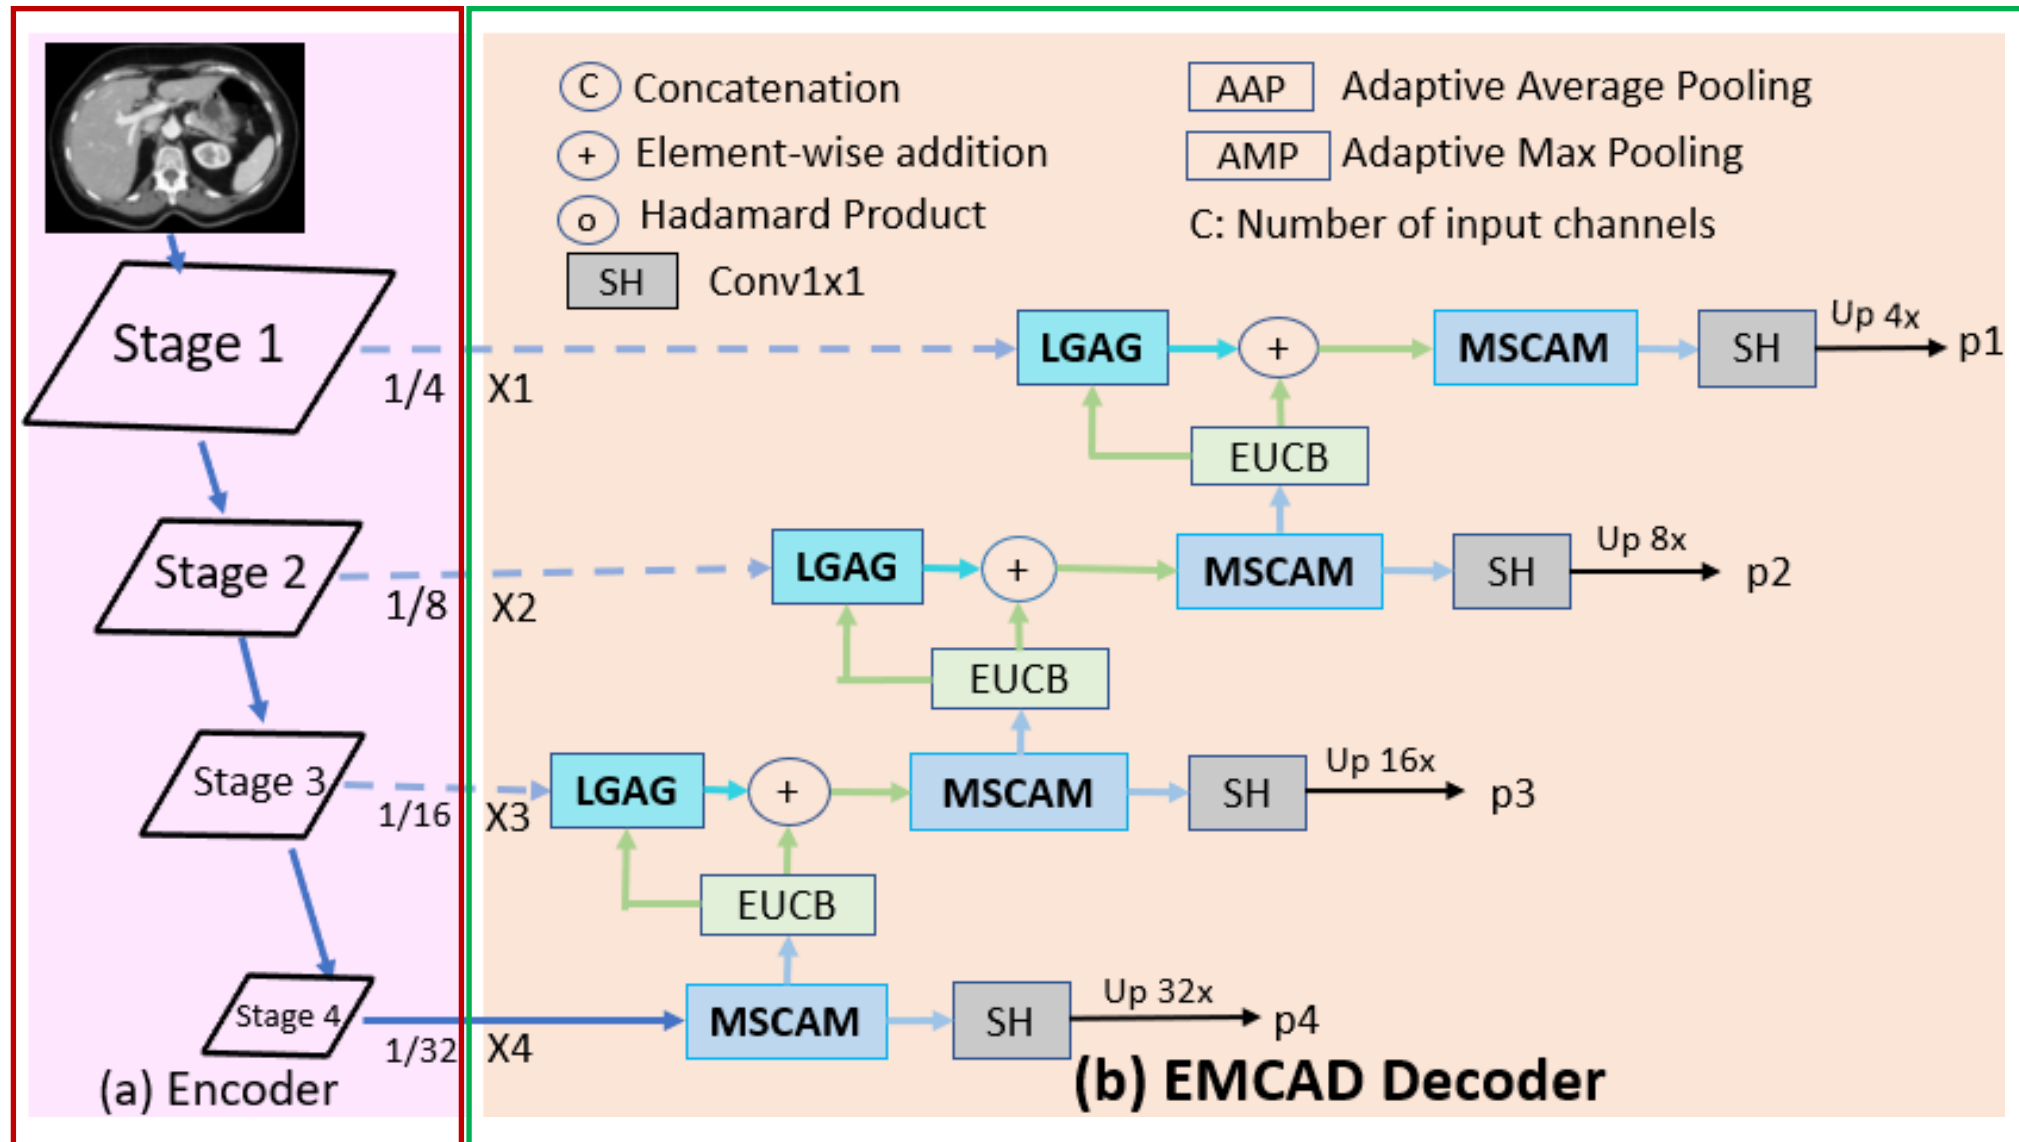 C Concatenation
+ Element-wise addition
o Hadamard Product
SH Conv1x1
AAP Adaptive Average Pooling
AMP Adaptive Max Pooling
C: Number of input channels
Stage 1
1/4
X1
LGAG
+
MSCAM
SH
Up 4x
p1
EUCB
Stage 2
1/8
X2
LGAG
+
MSCAM
SH
Up 8x
p2
EUCB
Stage 3
1/16
X3
LGAG
+
MSCAM
SH
Up 16x
p3
EUCB
Stage 4
1/32
X4
MSCAM
SH
Up 32x
p4
(a) Encoder
(b) EMCAD Decoder